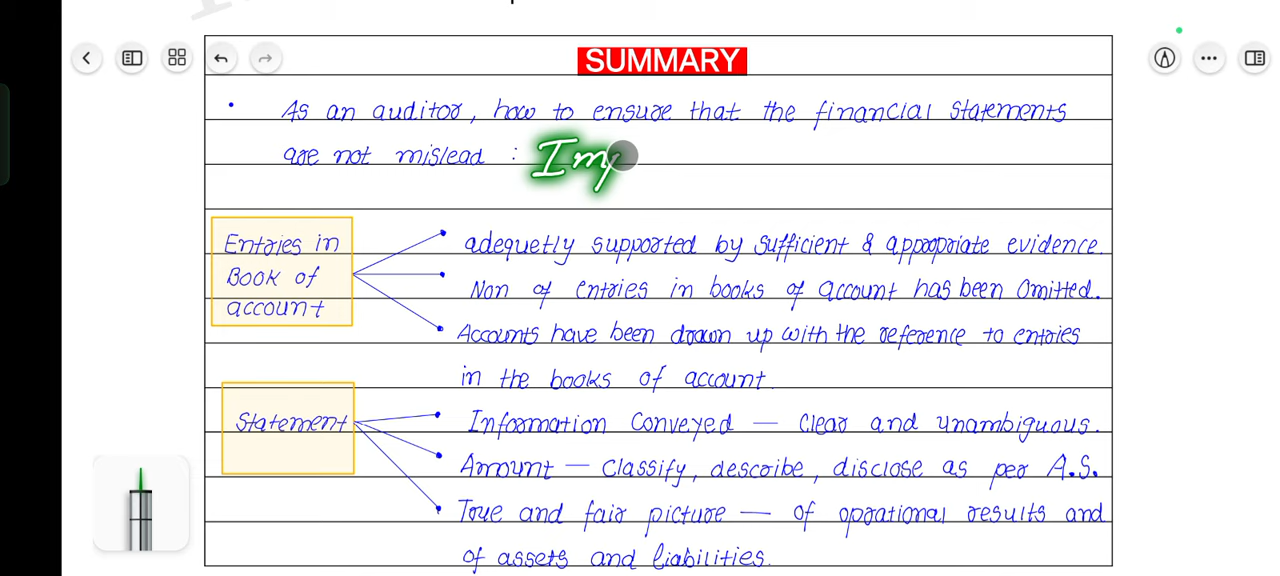 SUMMARY
• As an auditor, how to ensure that the financial statements
are not mislead : Imp
Entries in
Book of
account
adequetly supported by sufficient & appropriate evidence.
Non of entries in books of account has been omitted.
Accounts have been drawn up with the reference to entries
in the books of account.
Statement
Information Conveyed — Clear and unambiguous.
Amount — Classify, describe, disclose as per A.S.
True and fair picture — of oprational results and
of assets and liabilities.